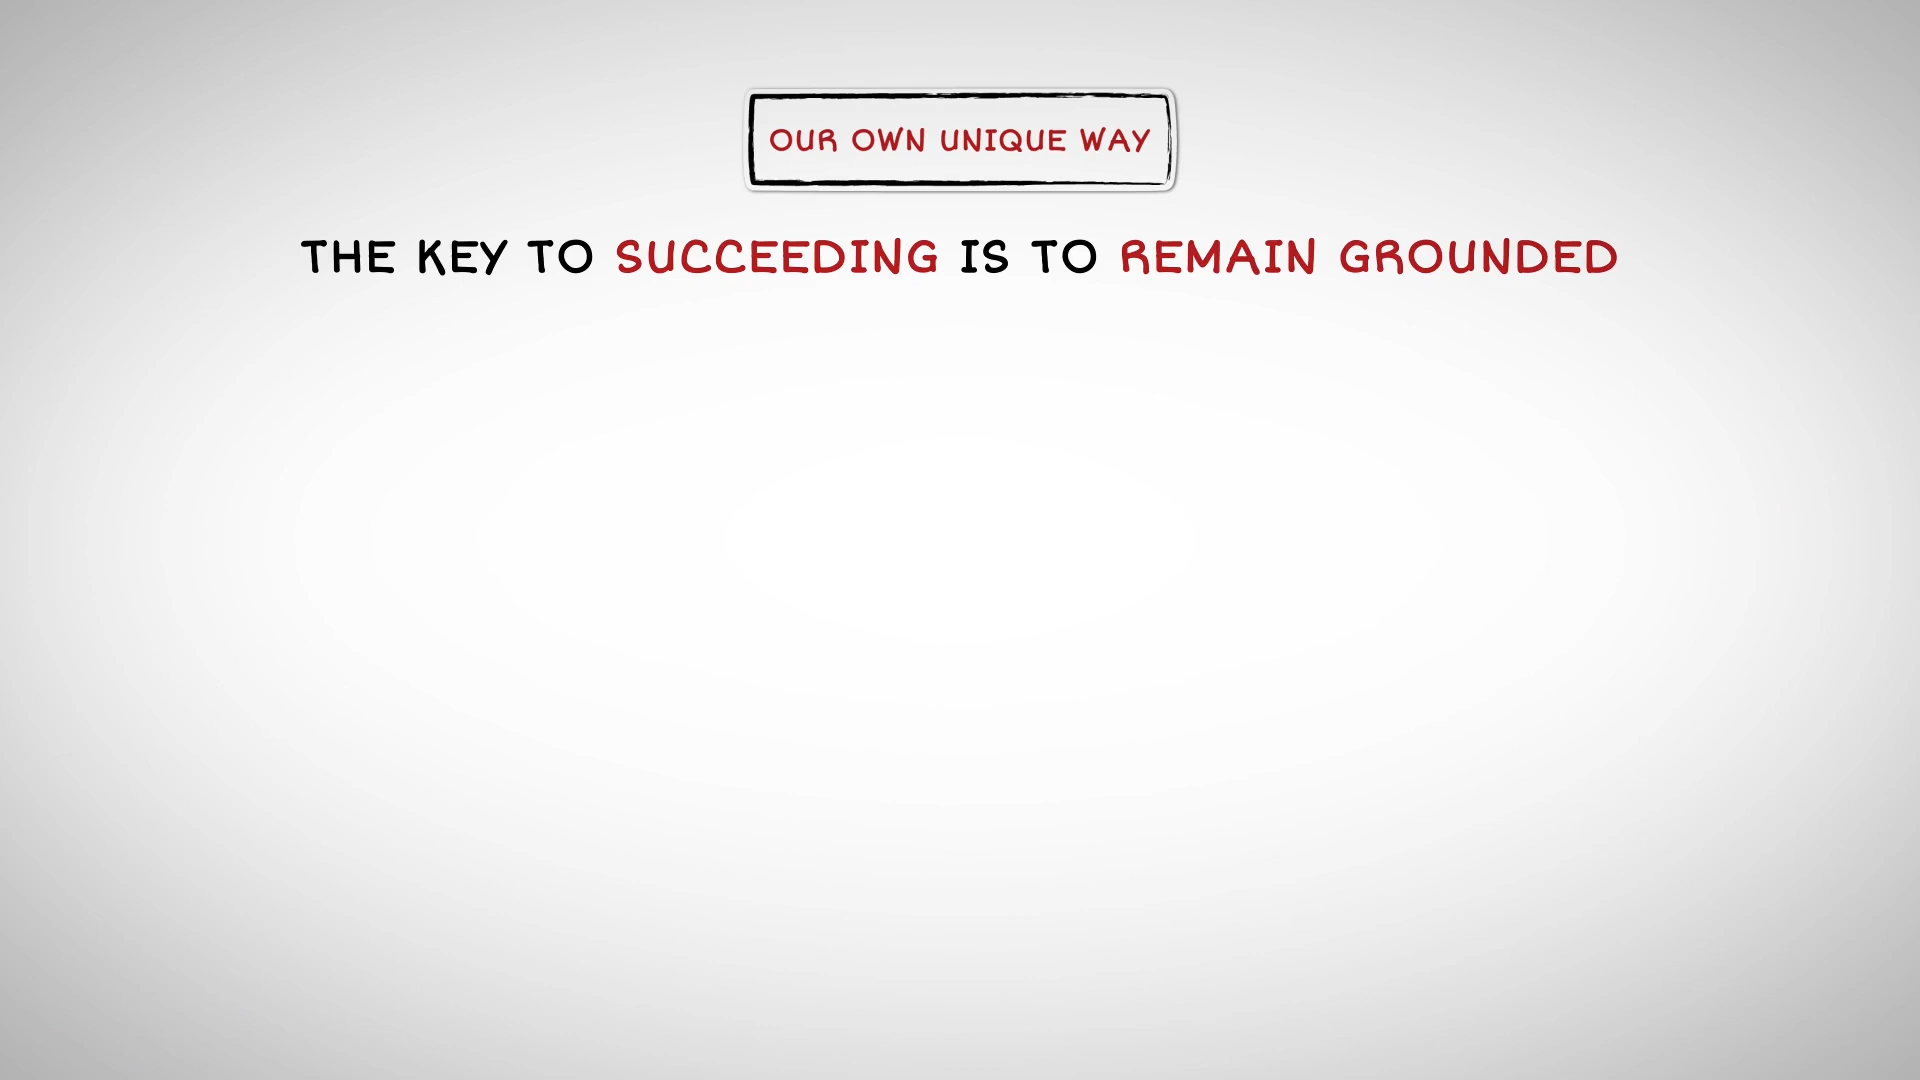 OUR OWN UNIQUE WAY
THE KEY TO SUCCEEDING IS TO REMAIN GROUNDED